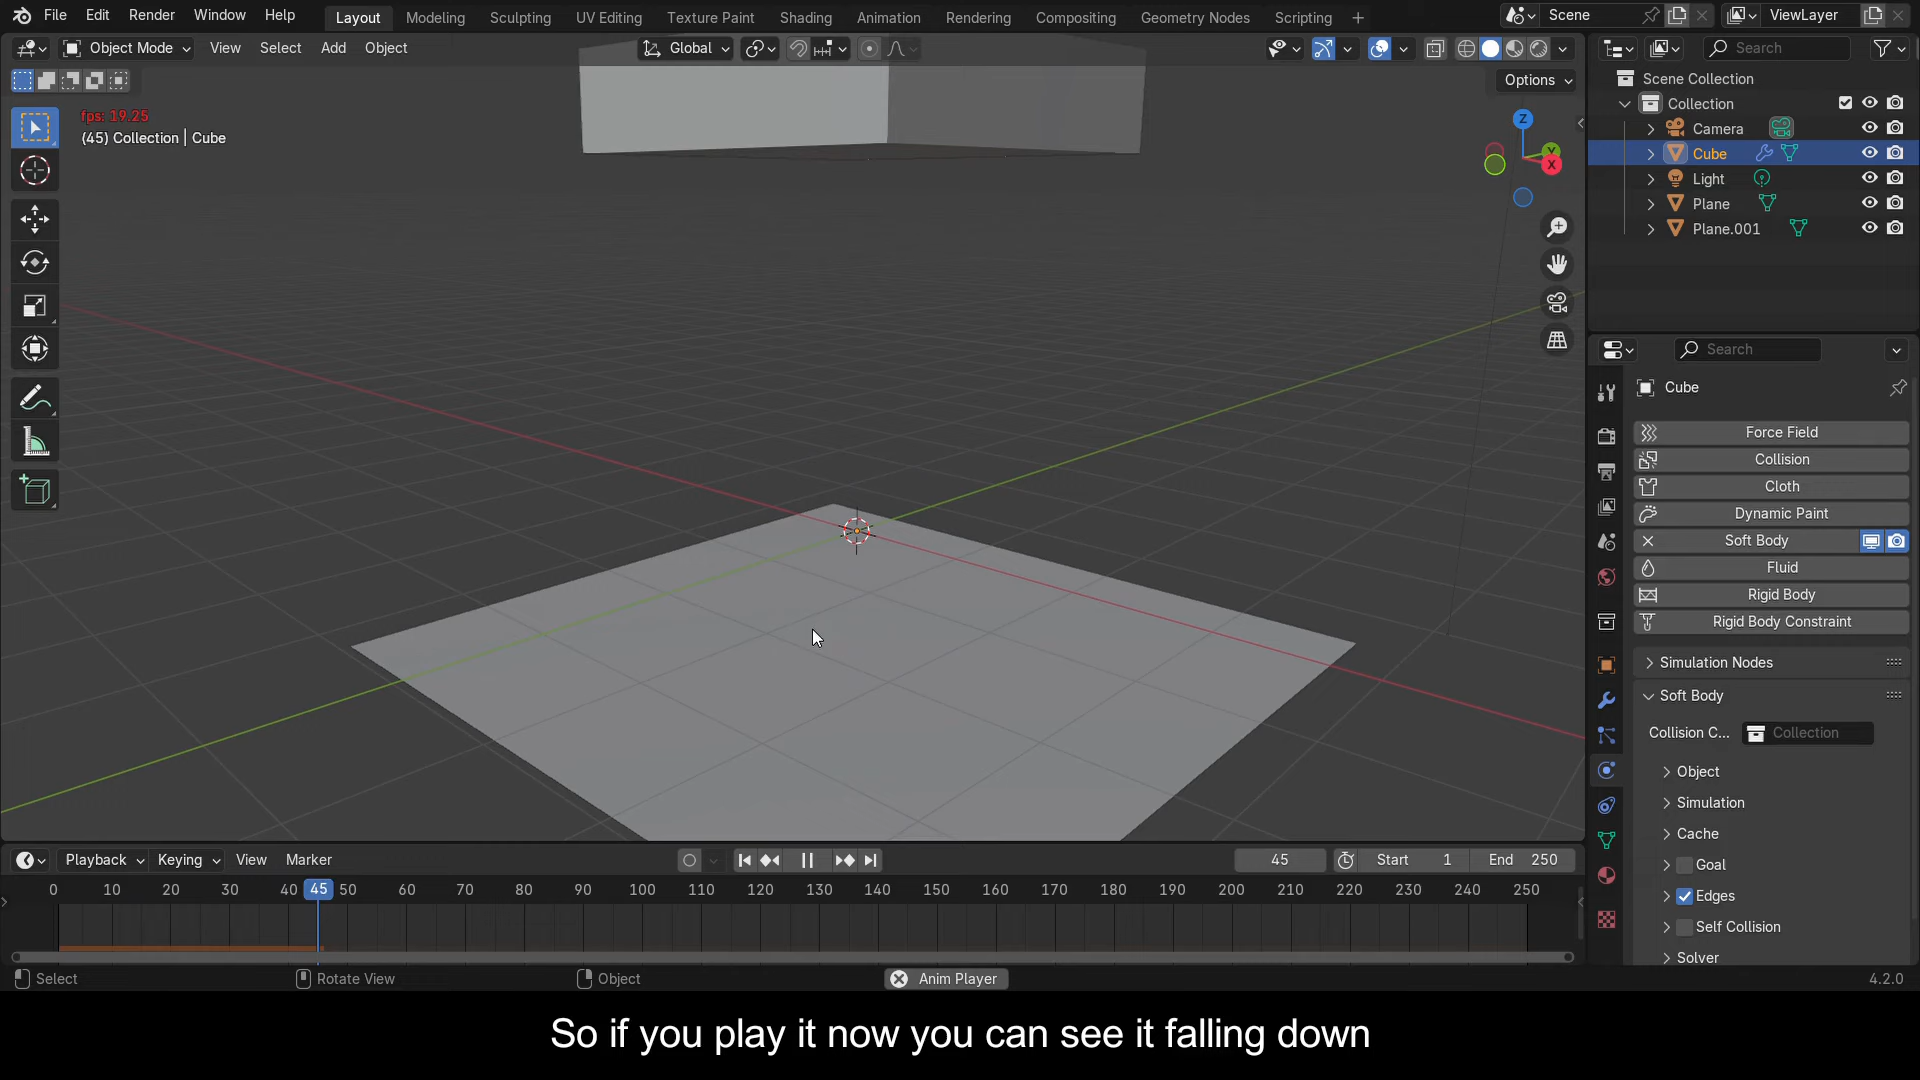 File Edit Render Window Help
Layout Modeling Sculpting UV Editing Texture Paint Shading Animation Rendering Compositing Geometry Nodes Scripting
Scene ViewLayer
Object Mode View Select Add Object
Global
Options
Search
fps: 19.25
(45) Collection | Cube
Z
Y
X
Scene Collection
Collection
Camera
Cube
Light
Plane
Plane.001
Search
Cube
Force Field
Collision
Cloth
Dynamic Paint
Soft Body
Fluid
Rigid Body
Rigid Body Constraint
Simulation Nodes
Soft Body
Collision C... Collection
Object
Simulation
Cache
Goal
Edges
Self Collision
Solver
Playback Keying View Marker
45 Start 1 End 250
0 10 20 30 40 45 50 60 70 80 90 100 110 120 130 140 150 160 170 180 190 200 210 220 230 240 250
Select Rotate View Object Anim Player 4.2.0
So if you play it now you can see it falling down